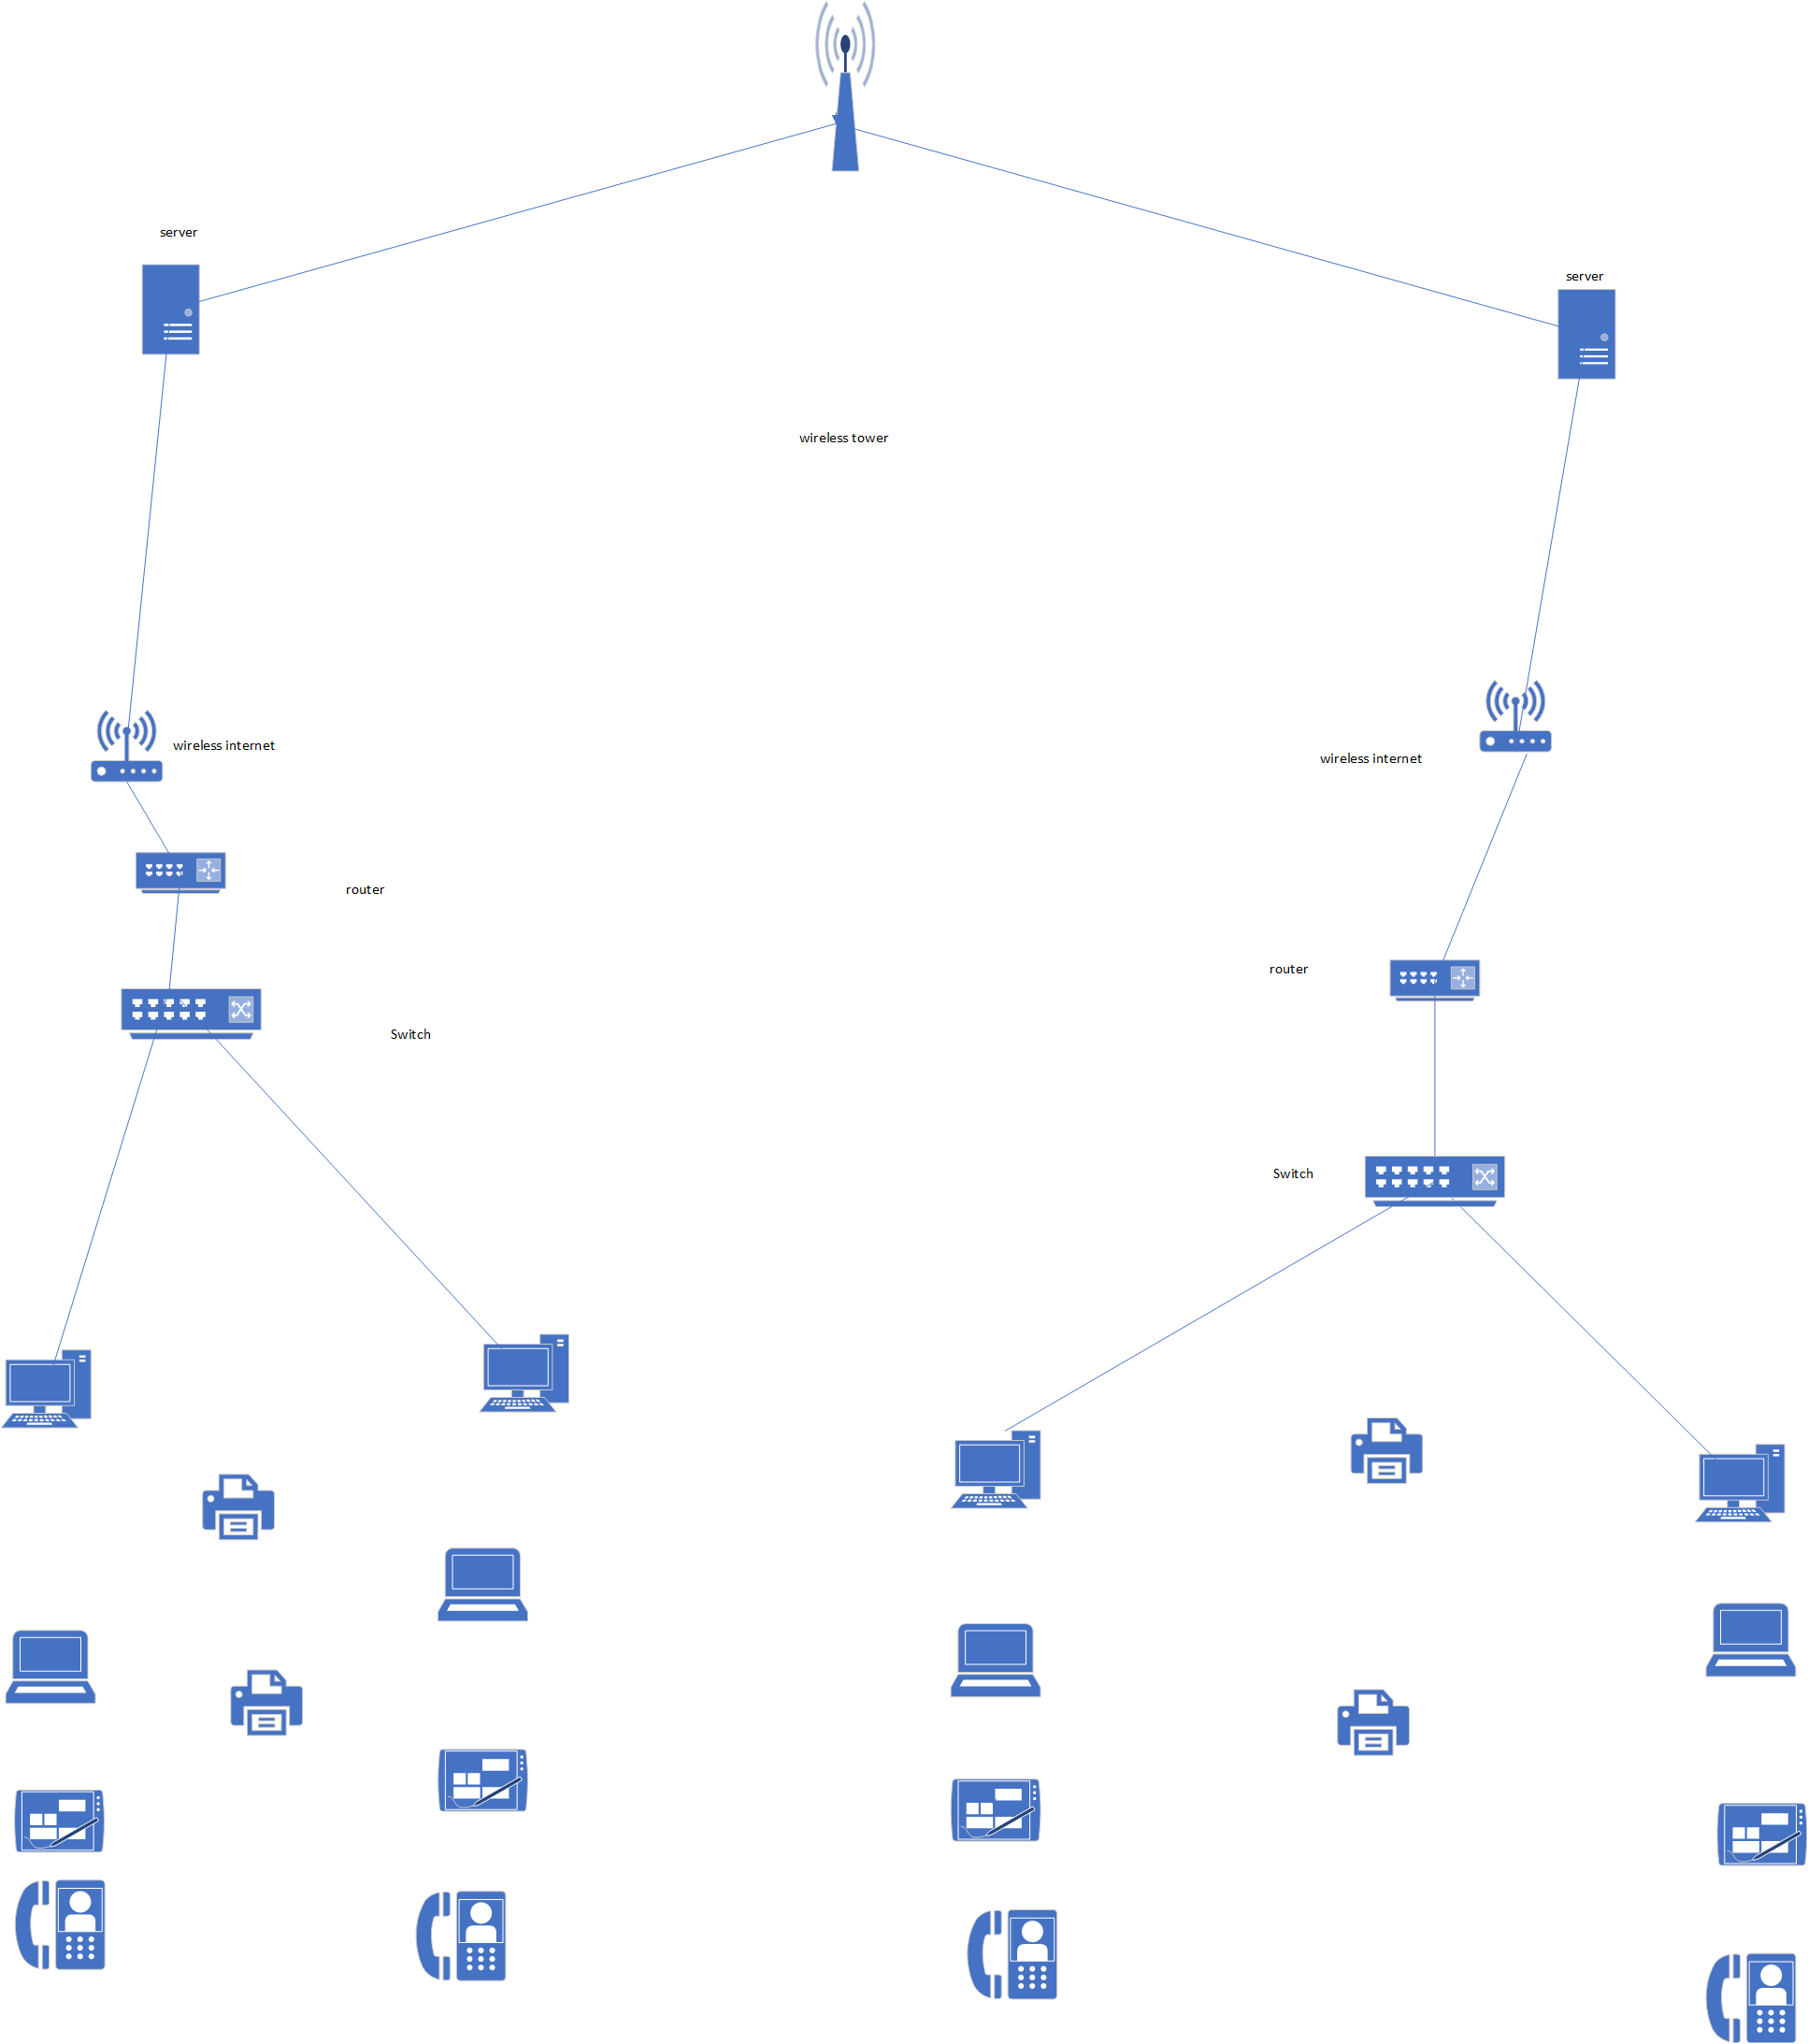 server
server
wireless tower
wireless internet
wireless internet
router
router
Switch
Switch